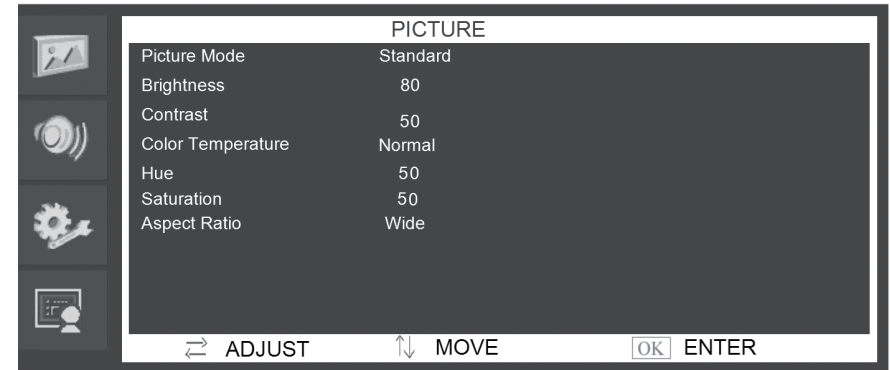 PICTURE
Picture Mode Standard
Brightness 80
Contrast 50
Color Temperature Normal
Hue 50
Saturation 50
Aspect Ratio Wide
ADJUST MOVE OK ENTER